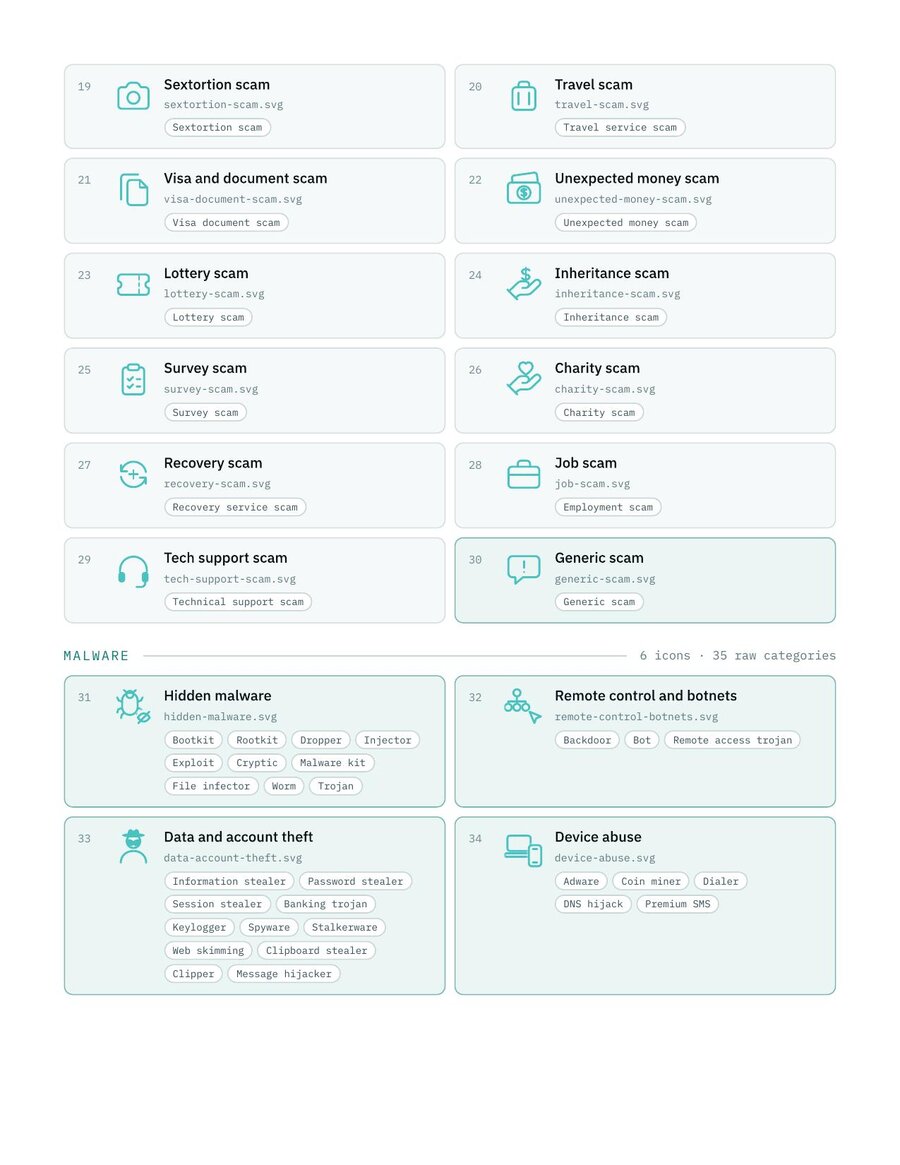 19
Sextortion scam
sextortion-scam.svg
Sextortion scam
20
Travel scam
travel-scam.svg
Travel service scam
21
Visa and document scam
visa-document-scam.svg
Visa document scam
22
Unexpected money scam
unexpected-money-scam.svg
Unexpected money scam
23
Lottery scam
lottery-scam.svg
Lottery scam
24
Inheritance scam
inheritance-scam.svg
Inheritance scam
25
Survey scam
survey-scam.svg
Survey scam
26
Charity scam
charity-scam.svg
Charity scam
27
Recovery scam
recovery-scam.svg
Recovery service scam
28
Job scam
job-scam.svg
Employment scam
29
Tech support scam
tech-support-scam.svg
Technical support scam
30
Generic scam
generic-scam.svg
Generic scam
MALWARE 6 icons · 35 raw categories
31
Hidden malware
hidden-malware.svg
Bootkit Rootkit Dropper Injector
Exploit Cryptic Malware kit
File infector Worm Trojan
32
Remote control and botnets
remote-control-botnets.svg
Backdoor Bot Remote access trojan
33
Data and account theft
data-account-theft.svg
Information stealer Password stealer
Session stealer Banking trojan
Keylogger Spyware Stalkerware
Web skimming Clipboard stealer
Clipper Message hijacker
34
Device abuse
device-abuse.svg
Adware Coin miner Dialer
DNS hijack Premium SMS